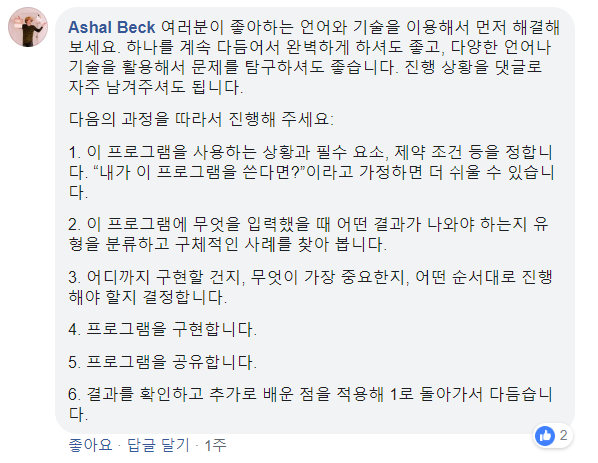 Ashal Beck 여러분이 좋아하는 언어와 기술을 이용해서 먼저 해결해
보세요. 하나를 계속 다듬어서 완벽하게 하셔도 좋고, 다양한 언어나
기술을 활용해서 문제를 탐구하셔도 좋습니다. 진행 상황을 댓글로
자주 남겨주셔도 됩니다.
다음의 과정을 따라서 진행해 주세요:
1. 이 프로그램을 사용하는 상황과 필수 요소, 제약 조건 등을 정합니
다. “내가 이 프로그램을 쓴다면?”이라고 가정하면 더 쉬울 수 있습니
다.
2. 이 프로그램에 무엇을 입력했을 때 어떤 결과가 나와야 하는지 유
형을 분류하고 구체적인 사례를 찾아 봅니다.
3. 어디까지 구현할 건지, 무엇이 가장 중요한지, 어떤 순서대로 진행
해야 할지 결정합니다.
4. 프로그램을 구현합니다.
5. 프로그램을 공유합니다.
6. 결과를 확인하고 추가로 배운 점을 적용해 1로 돌아가서 다듬습니
다.
2
좋아요 · 답글 달기 · 1주